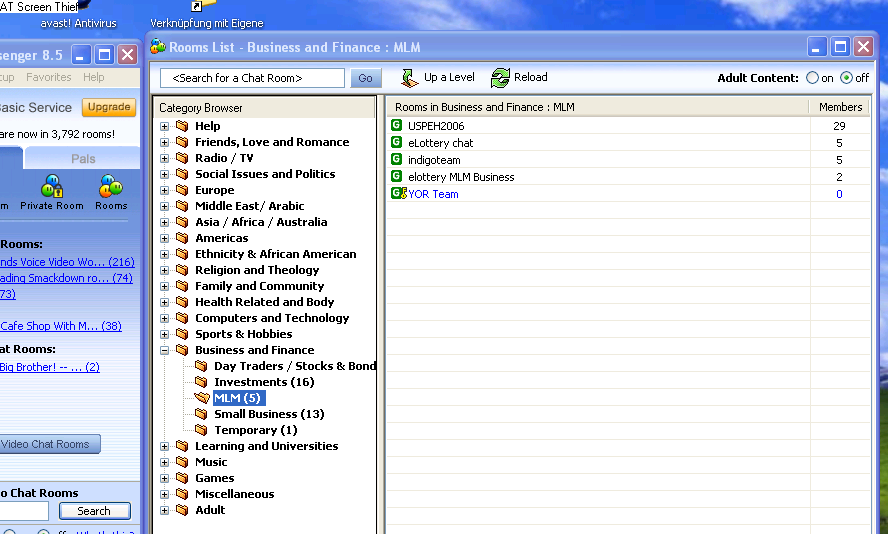 AT Screen Thief
avast! Antivirus
Verknüpfung mit Eigene
senger 8.5
Favorites Help
Basic Service Upgrade
are now in 3,792 rooms!
Pals
Private Room Rooms
Rooms:
nds Voice Video Wo... (216)
ading Smackdown ro... (74)
73)
Cafe Shop With M... (38)
at Rooms:
Big Brother! -- ... (2)
Video Chat Rooms
o Chat Rooms
Search
Rooms List - Business and Finance : MLM
<Search for a Chat Room> Go Up a Level Reload Adult Content: on off
Category Browser
Help
Friends, Love and Romance
Radio / TV
Social Issues and Politics
Europe
Middle East/ Arabic
Asia / Africa / Australia
Americas
Ethnicity & African American
Religion and Theology
Family and Community
Health Related and Body
Computers and Technology
Sports & Hobbies
Business and Finance
Day Traders / Stocks & Bond
Investments (16)
MLM (5)
Small Business (13)
Temporary (1)
Learning and Universities
Music
Games
Miscellaneous
Adult
Rooms in Business and Finance : MLM Members
G USPEH2006 29
G eLottery chat 5
G indigoteam 5
G elottery MLM Business 2
G YOR Team 0